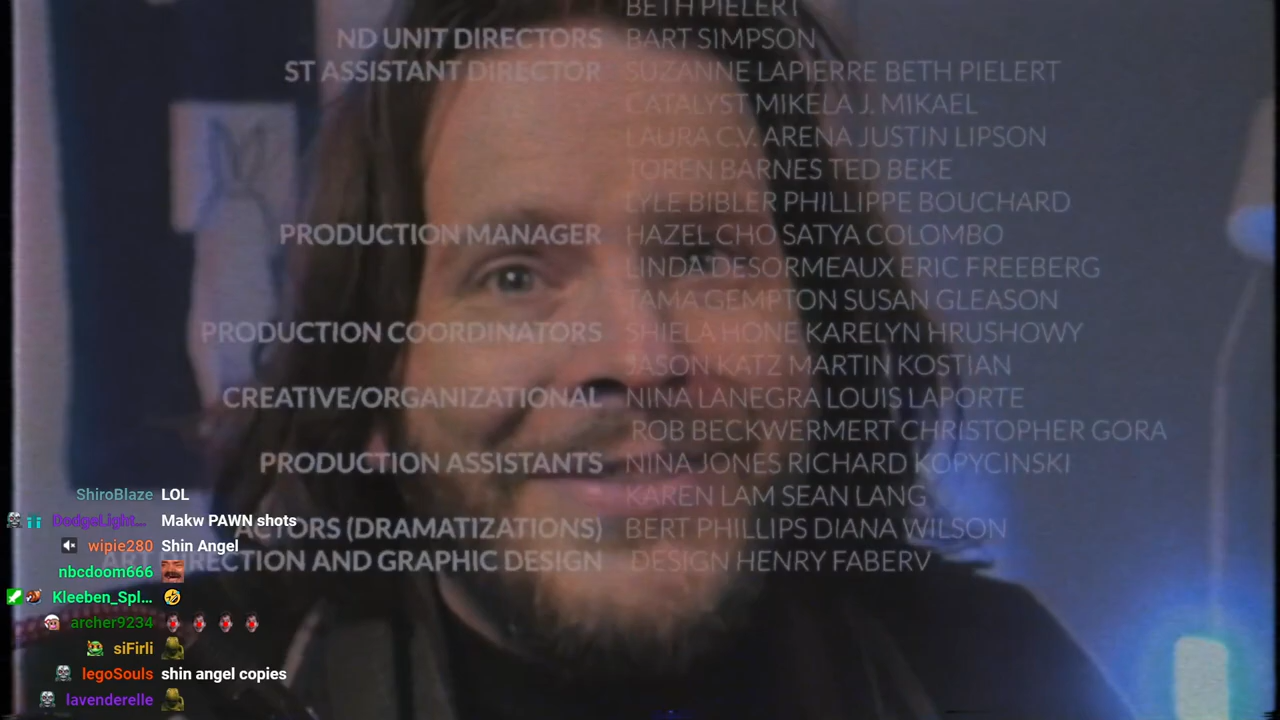 BETH PIELERT
ND UNIT DIRECTORS BART SIMPSON
ST ASSISTANT DIRECTOR SUZANNE LAPIERRE BETH PIELERT
CATALYST MIKELA J. MIKAEL
LAURA C.V. ARENA JUSTIN LIPSON
TOREN BARNES TED BEKE
LYLE BIBLER PHILLIPPE BOUCHARD
PRODUCTION MANAGER HAZEL CHO SATYA COLOMBO
LINDA DESORMEAUX ERIC FREEBERG
TAMA GEMPTON SUSAN GLEASON
PRODUCTION COORDINATORS SHIELA HONE KARELYN HRUSHOWY
JASON KATZ MARTIN KOSTIAN
CREATIVE/ORGANIZATIONAL NINA LANEGRA LOUIS LAPORTE
ROB BECKWERMERT CHRISTOPHER GORA
PRODUCTION ASSISTANTS NINA JONES RICHARD KOPYCINSKI
KAREN LAM SEAN LANG
ACTORS (DRAMATIZATIONS) BERT PHILLIPS DIANA WILSON
RECTION AND GRAPHIC DESIGN DESIGN HENRY FABERV
ShiroBlaze LOL
DodgeLight... Makw PAWN shots
wipie280 Shin Angel
nbcdoom666
Kleeben_Spl...
archer9234
siFirli
legoSouls shin angel copies
lavenderelle